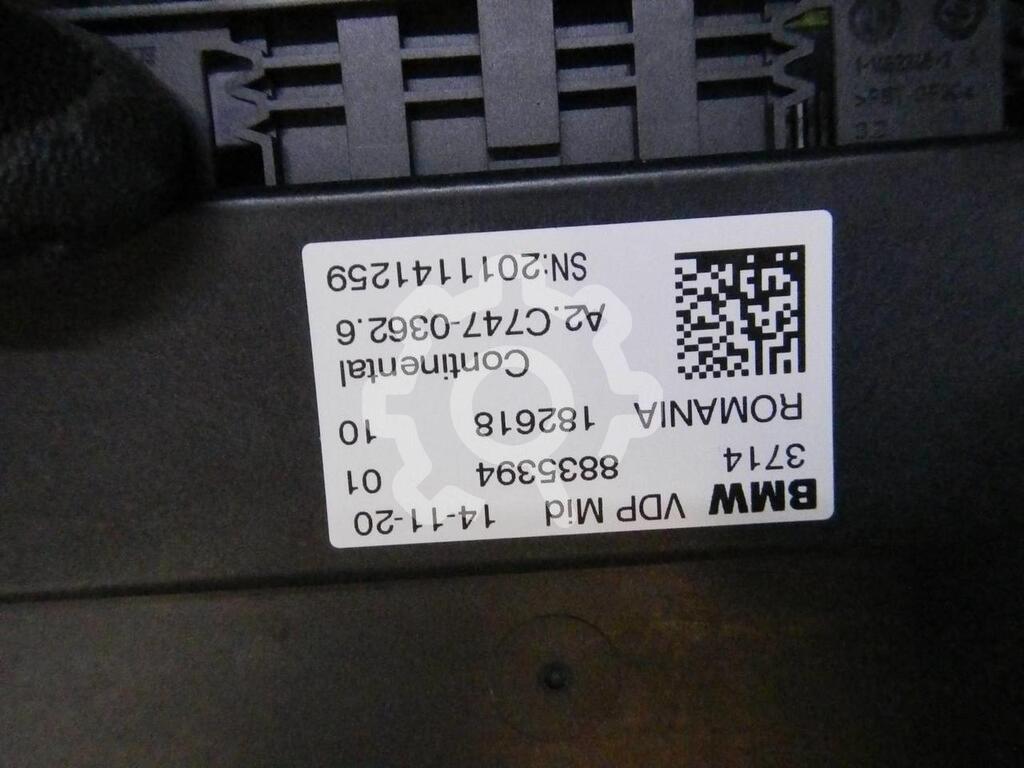 BMW VDP Mid 14-11-20
3714 8835394 01
ROMANIA 182618 10
Continental
A2.C747-0362.6
SN:2011141259